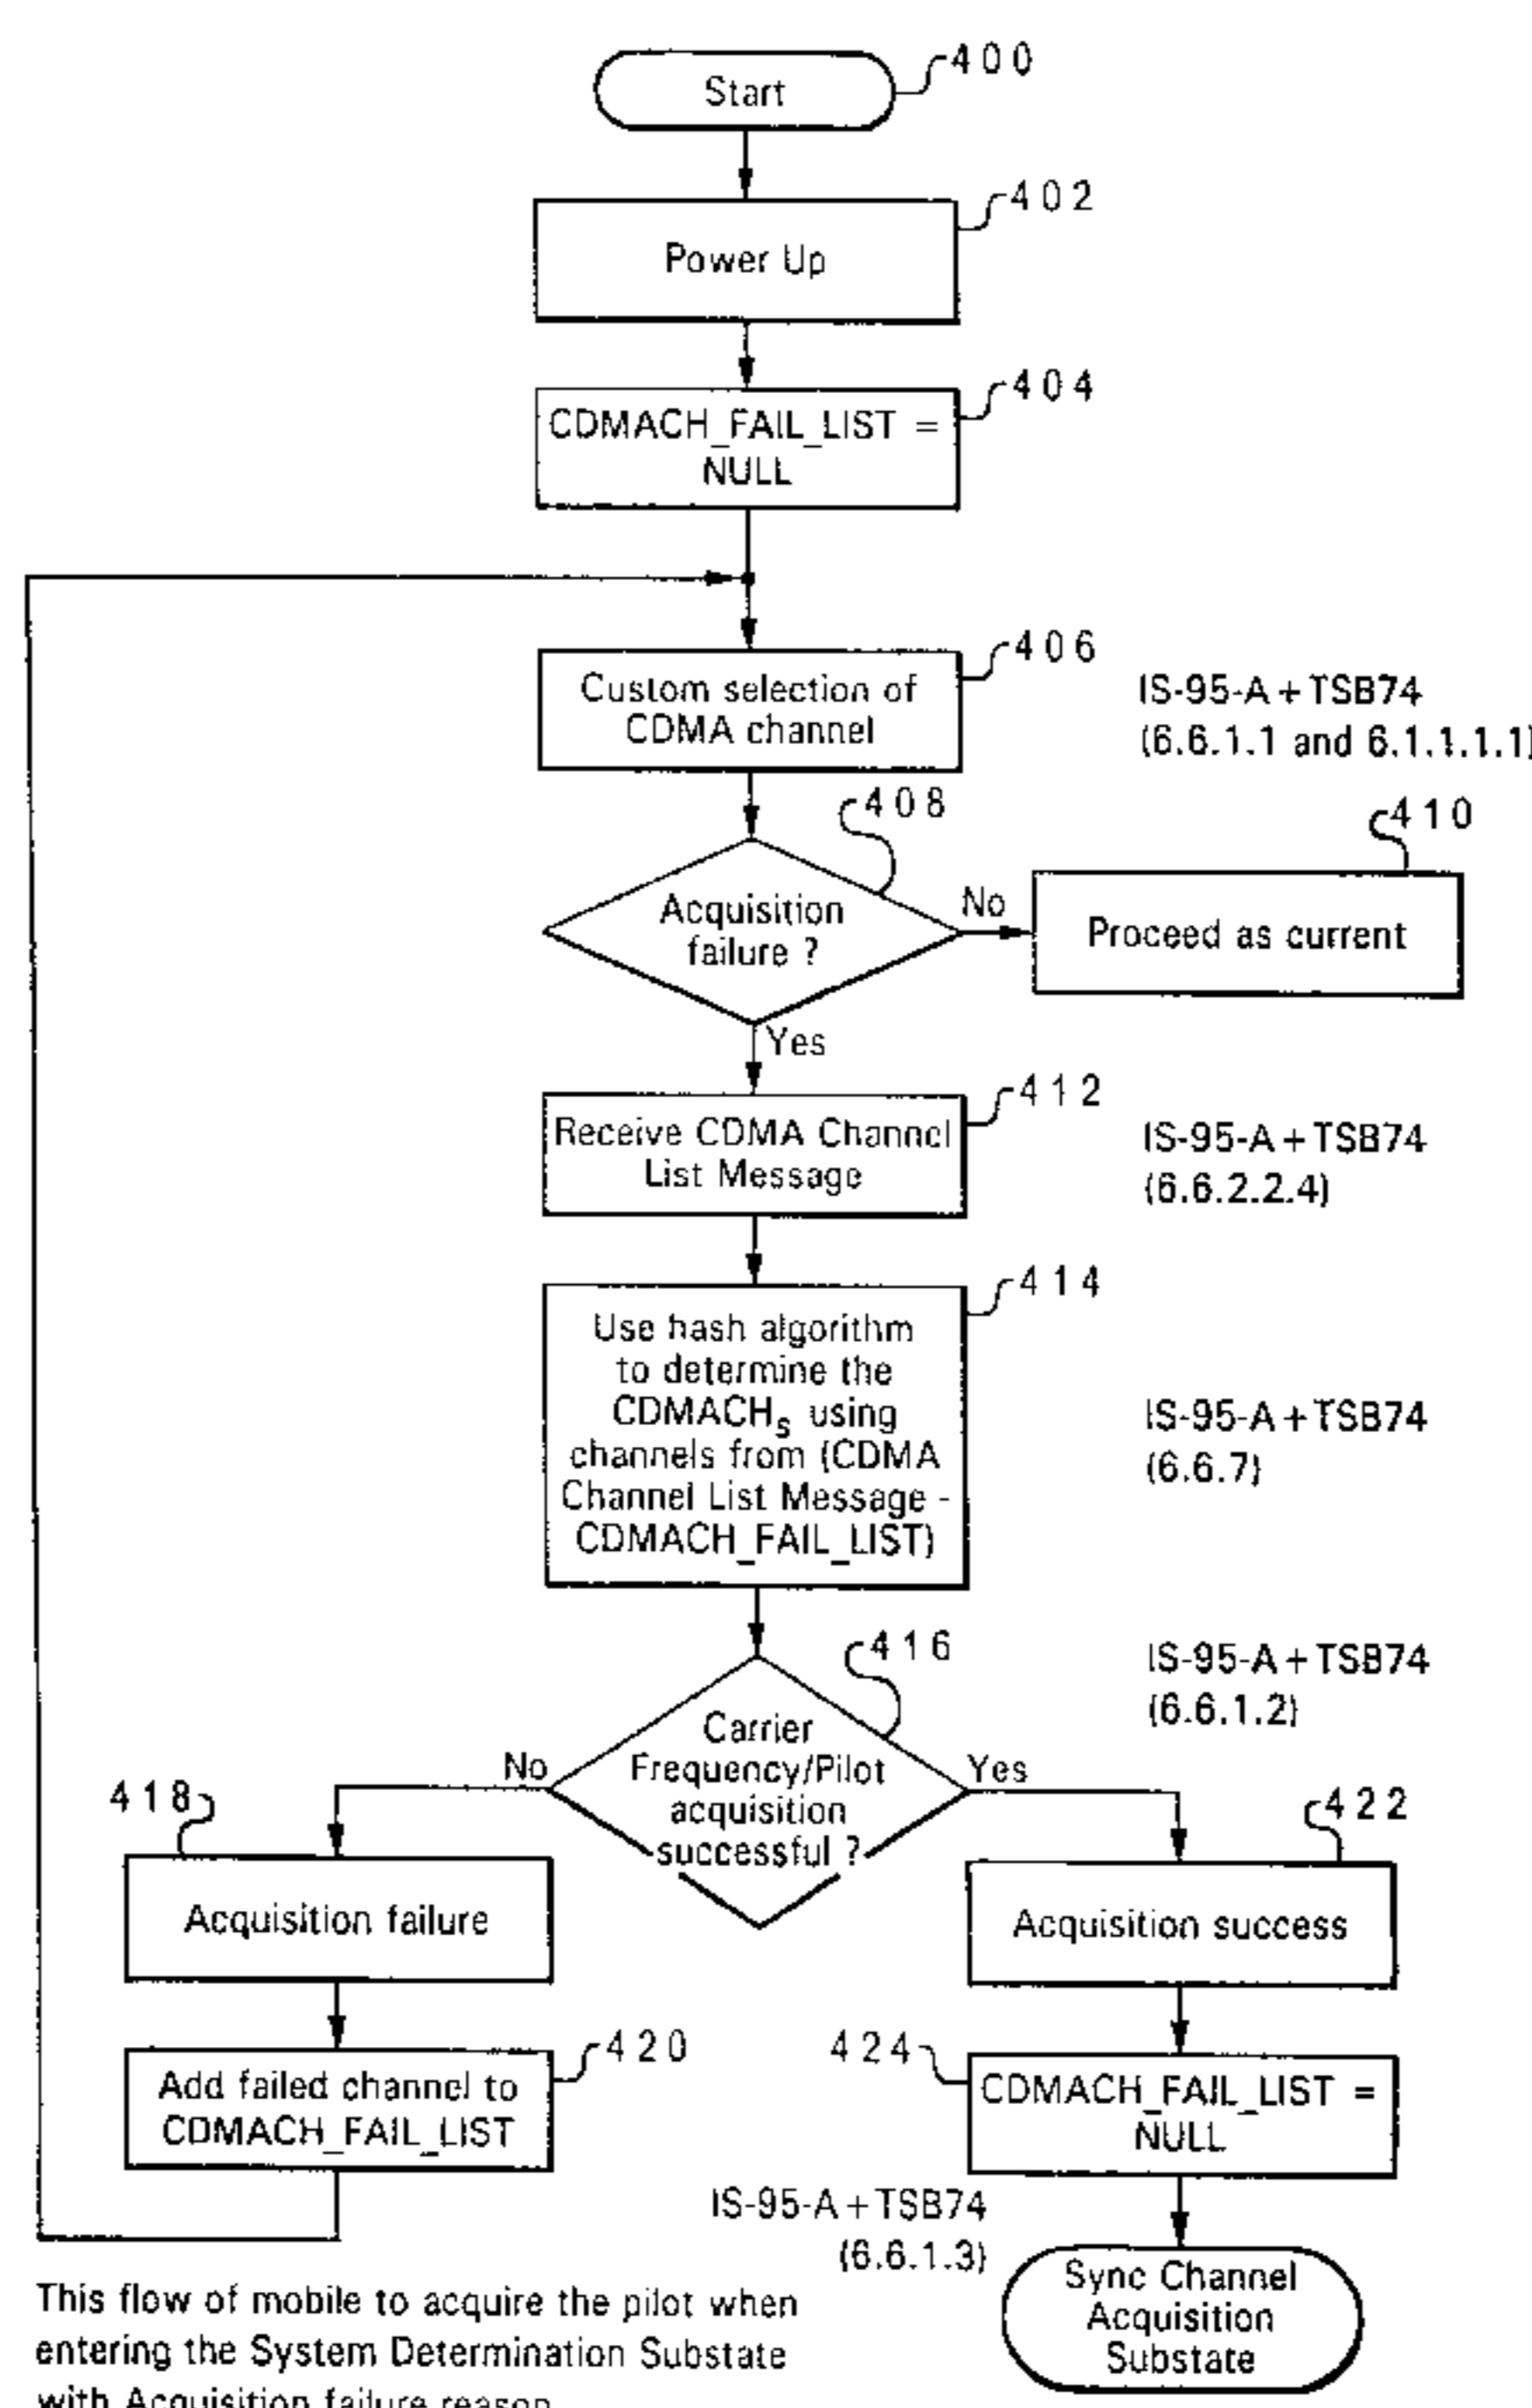 Start
400
Power Up
402
CDMACH_FAIL_LIST =
NULL
404
Custom selection of
CDMA channel
406
IS-95-A+TSB74
(6.6.1.1 and 6.1.1.1.1)
408
Acquisition
failure ?
No
410
Proceed as current
Yes
412
Receive CDMA Channel
List Message
IS-95-A+TSB74
(6.6.2.2.4)
414
Use hash algorithm
to determine the
CDMACHs using
channels from (CDMA
Channel List Message -
CDMACH_FAIL_LIST)
IS-95-A+TSB74
(6.6.7)
416
IS-95-A+TSB74
(6.6.1.2)
Carrier
Frequency/Pilot
acquisition
successful ?
No
Yes
418
Acquisition failure
422
Acquisition success
420
Add failed channel to
CDMACH_FAIL_LIST
424
CDMACH_FAIL_LIST =
NULL
IS-95-A+TSB74
(6.6.1.3)
Sync Channel
Acquisition
Substate
This flow of mobile to acquire the pilot when
entering the System Determination Substate
with Acquisition failure reason